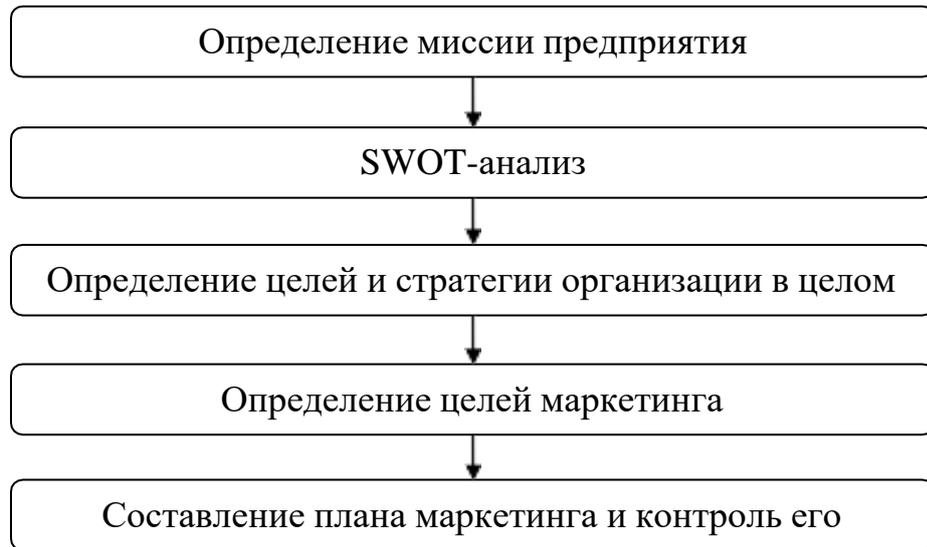 Определение миссии предприятия
SWOT-анализ
Определение целей и стратегии организации в целом
Определение целей маркетинга
Составление плана маркетинга и контроль его